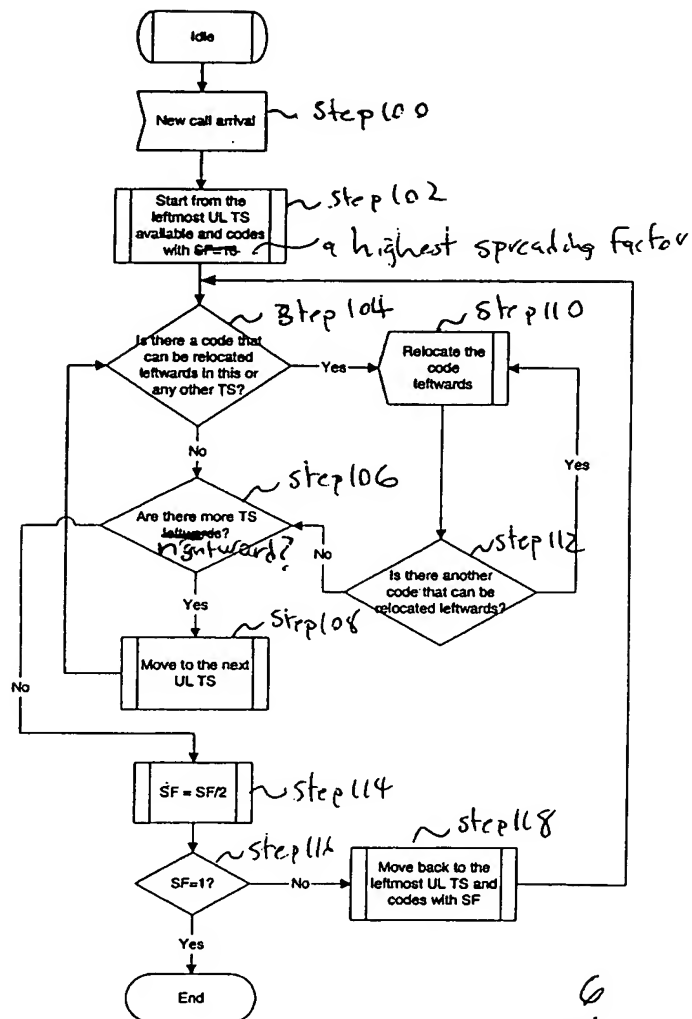 Idle
New call arrival
Step 100
Start from the
leftmost UL TS
available and codes
with SF=16
step 102
a highest spreading factor
Step 104
Is there a code that
can be relocated
leftwards in this or
any other TS?
Yes
Step 110
Relocate the
code
leftwards
No
Yes
step 106
Are there more TS
leftwards?
rightward?
No
step 112
Is there another
code that can be
relocated leftwards?
Yes
Step 108
Move to the next
UL TS
No
SF = SF/2
step 114
step 116
SF=1?
No
step 118
Move back to the
leftmost UL TS and
codes with SF
Yes
End
6